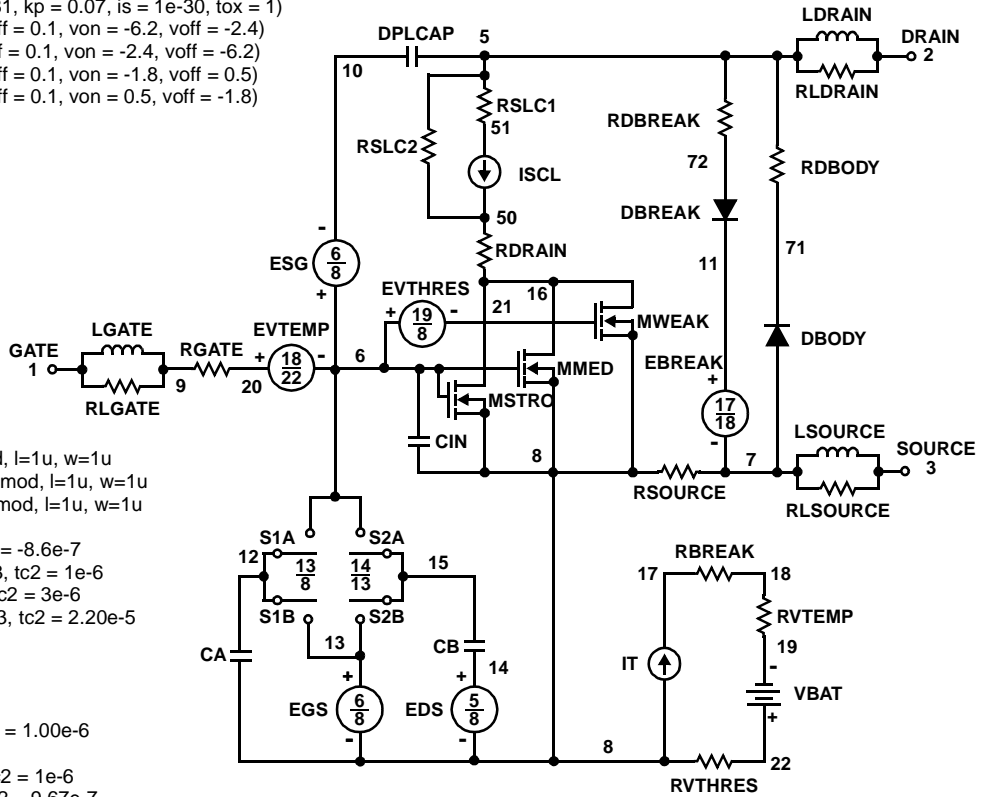 31, kp = 0.07, is = 1e-30, tox = 1)
ff = 0.1, von = -6.2, voff = -2.4)
f = 0.1, von = -2.4, voff = -6.2)
ff = 0.1, von = -1.8, voff = 0.5)
ff = 0.1, von = 0.5, voff = -1.8)
DPLCAP
5
10
LDRAIN
DRAIN
2
RLDRAIN
RSLC1
51
RSLC2
ISCL
50
RDRAIN
RDBREAK
72
DBREAK
11
RDBODY
71
DBODY
ESG
-
6
8
+
EVTHRES
+
19
8
-
21
16
MWEAK
MMED
MSTRO
EBREAK
+
17
18
-
LGATE
GATE
1
RLGATE
9
RGATE
20
EVTEMP
+
18
22
-
6
CIN
8
RSOURCE
7
LSOURCE
SOURCE
3
RLSOURCE
d, l=1u, w=1u
mod, l=1u, w=1u
mod, l=1u, w=1u
= -8.6e-7
3, tc2 = 1e-6
c2 = 3e-6
3, tc2 = 2.20e-5
= 1.00e-6
c2 = 1e-6
S1A
S2A
12
13
8
14
13
15
S1B
S2B
13
CA
CB
14
+
EGS
6
8
-
+
EDS
5
8
-
8
RBREAK
17
18
RVTEMP
19
-
IT
VBAT
+
22
RVTHRES